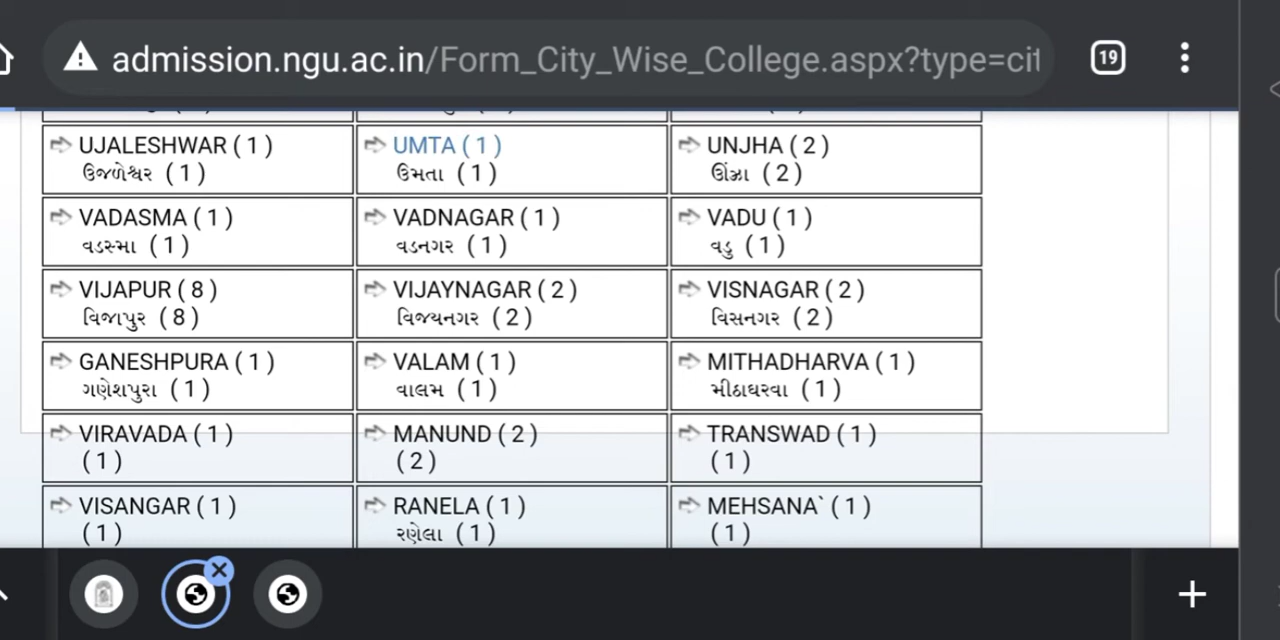 admission.ngu.ac.in/Form_City_Wise_College.aspx?type=cit
19
UJALESHWAR ( 1 )
ઉજળેશ્વર ( 1 )
UMTA ( 1 )
ઉમતા ( 1 )
UNJHA ( 2 )
ઊંઝા ( 2 )
VADASMA ( 1 )
વડસ્મા ( 1 )
VADNAGAR ( 1 )
વડનગર ( 1 )
VADU ( 1 )
વડુ ( 1 )
VIJAPUR ( 8 )
વિજાપુર ( 8 )
VIJAYNAGAR ( 2 )
વિજયનગર ( 2 )
VISNAGAR ( 2 )
વિસનગર ( 2 )
GANESHPURA ( 1 )
ગણેશપુરા ( 1 )
VALAM ( 1 )
વાલમ ( 1 )
MITHADHARVA ( 1 )
મીઠાઘરવા ( 1 )
VIRAVADA ( 1 )
( 1 )
MANUND ( 2 )
( 2 )
TRANSWAD ( 1 )
( 1 )
VISANGAR ( 1 )
( 1 )
RANELA ( 1 )
રણેલા ( 1 )
MEHSANA` ( 1 )
( 1 )